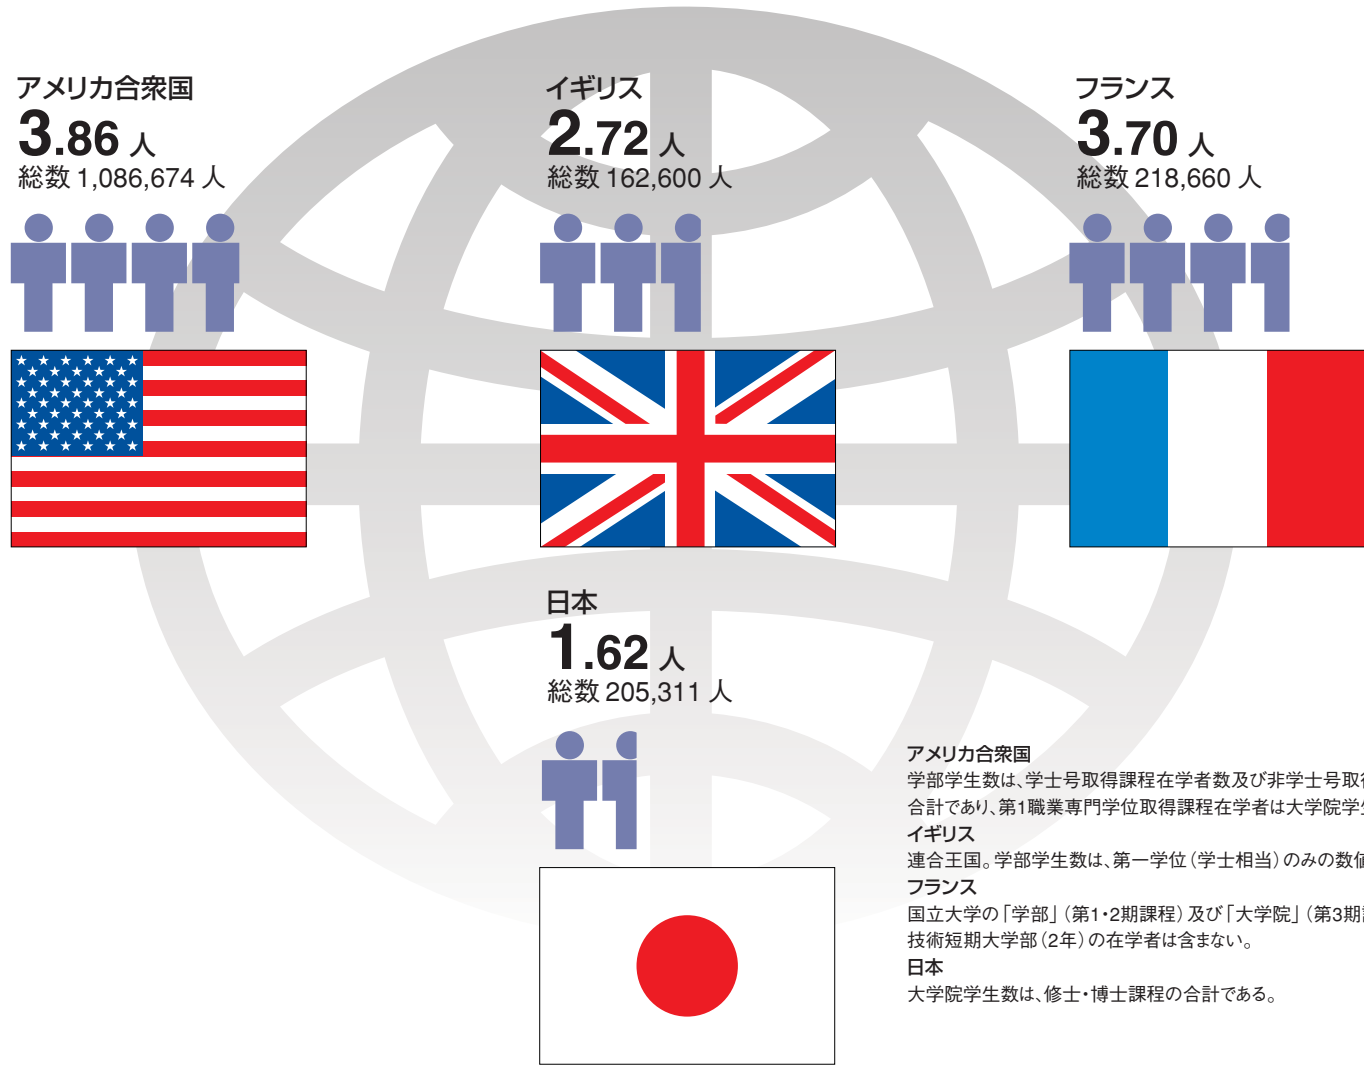 アメリカ合衆国
3.86 人
総数 1,086,674 人
イギリス
2.72 人
総数 162,600 人
フランス
3.70 人
総数 218,660 人
日本
1.62 人
総数 205,311 人
アメリカ合衆国
学部学生数は、学士号取得課程在学者数及び非学士号取
合計であり、第1職業専門学位取得課程在学者は大学院学
イギリス
連合王国。学部学生数は、第一学位(学士相当)のみの数
フランス
国立大学の「学部」(第1・2期課程)及び「大学院」(第3期
技術短期大学部(2年)の在学者は含まない。
日本
大学院学生数は、修士・博士課程の合計である。